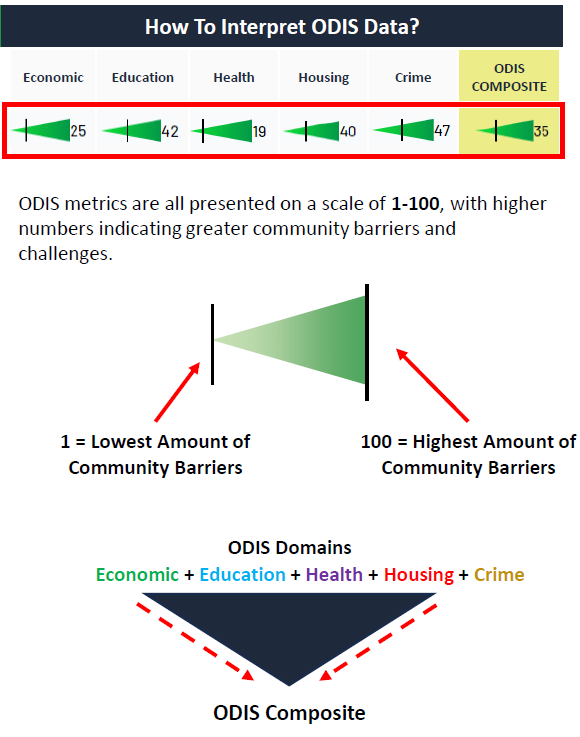 How To Interpret ODIS Data?
Economic Education Health Housing Crime ODIS COMPOSITE
25 42 19 40 47 35
ODIS metrics are all presented on a scale of 1-100, with higher
numbers indicating greater community barriers and
challenges.
1 = Lowest Amount of
Community Barriers
100 = Highest Amount of
Community Barriers
ODIS Domains
Economic + Education + Health + Housing + Crime
ODIS Composite